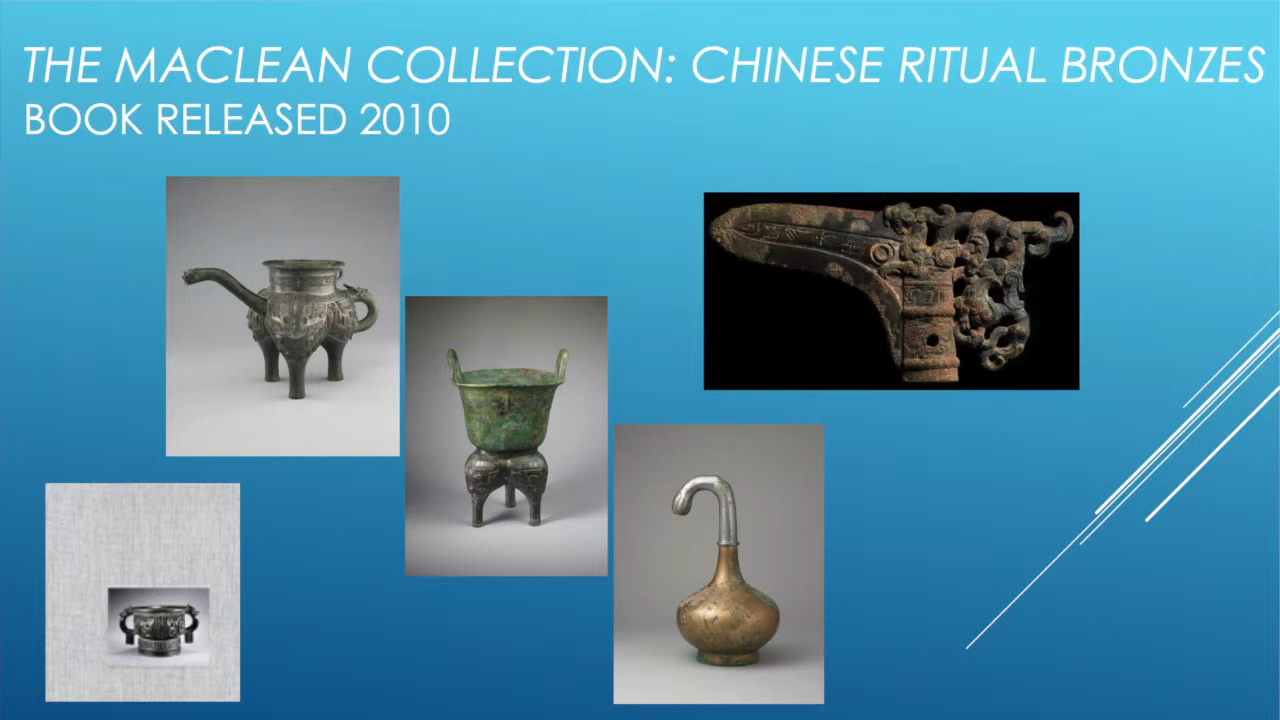 THE MACLEAN COLLECTION: CHINESE RITUAL BRONZES
BOOK RELEASED 2010